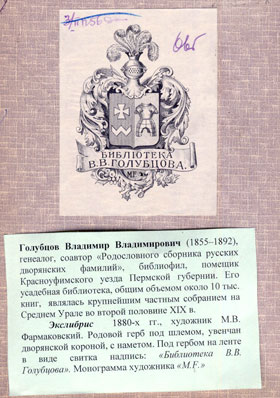 БИБЛІОТЕКА
В.В.ГОЛУБЦОВА.
MF
Голубцов Владимир Владимирович (1855–1892),
генеалог, соавтор «Родословного сборника русских
дворянских фамилий», библиофил, помещик
Красноуфимского уезда Пермской губернии. Его
усадебная библиотека, общим объемом около 10 тыс.
книг, являлась крупнейшим частным собранием на
Среднем Урале во второй половине XIX в.
Экслибрис 1880-х гг., художник М.В.
Фармаковский. Родовой герб под шлемом, увенчан
дворянской короной, с наметом. Под гербом на ленте
в виде свитка надпись: «Библиотека В.В.
Голубцова». Монограмма художника «M.F.»